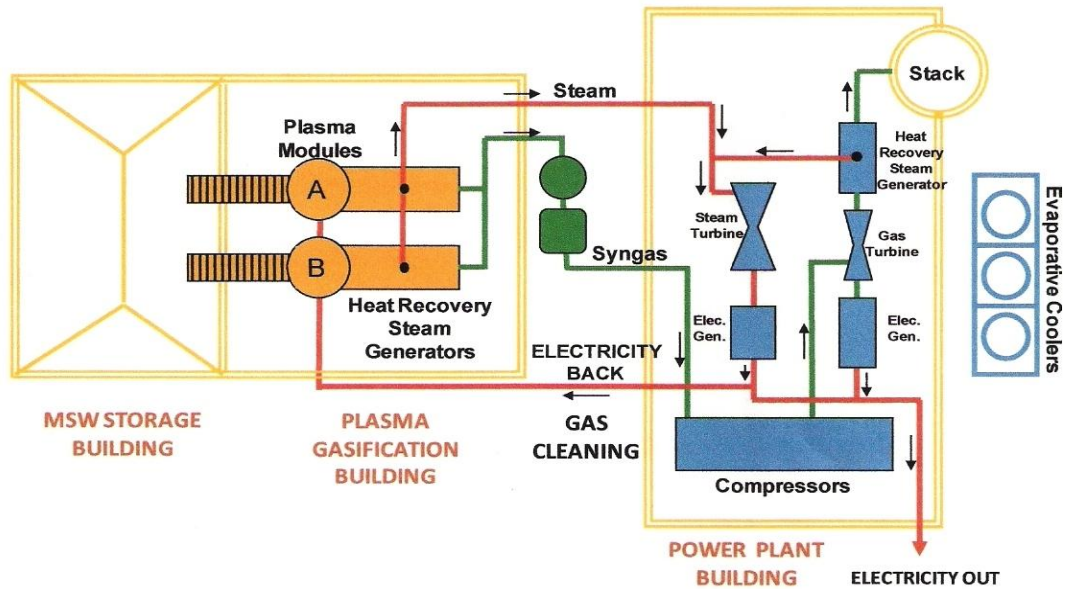 Stack
Steam
Plasma
Modules
Heat
Recovery
Steam
Generator
A
Steam
Turbine
Gas
Turbine
B
Syngas
Heat Recovery
Steam
Generators
Elec.
Gen.
Elec.
Gen.
Evaporative Coolers
ELECTRICITY
BACK
MSW STORAGE
BUILDING
PLASMA
GASIFICATION
BUILDING
GAS
CLEANING
Compressors
POWER PLANT
BUILDING
ELECTRICITY OUT